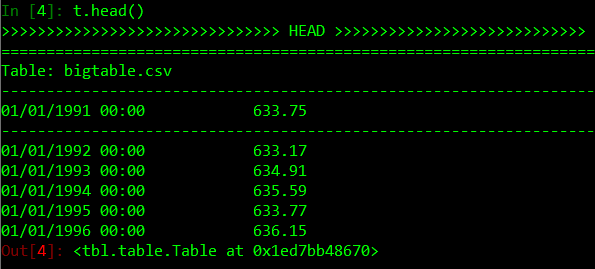 In [4]: t.head()
>>>>>>>>>>>>>>>>>>>>>>>>>>>>>>> HEAD >>>>>>>>>>>>>>>>>>>>>>>>>>>>
==================================================================
Table: bigtable.csv
------------------------------------------------------------------
01/01/1991 00:00            633.75
------------------------------------------------------------------
01/01/1992 00:00            633.17
01/01/1993 00:00            634.91
01/01/1994 00:00            635.59
01/01/1995 00:00            633.77
01/01/1996 00:00            636.15
Out[4]: <tbl.table.Table at 0x1ed7bb48670>